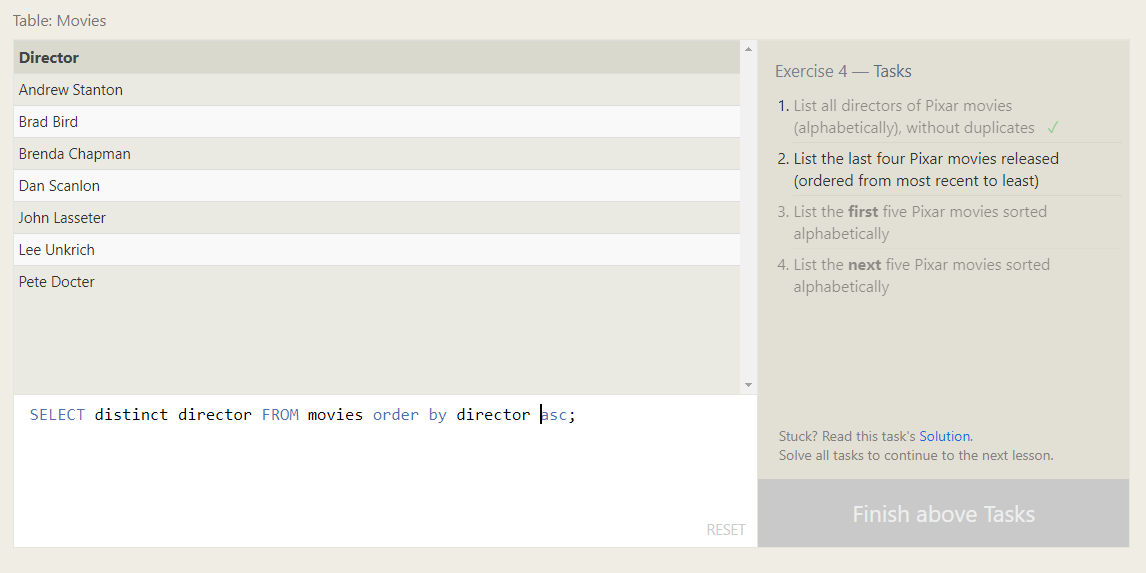 Table: Movies
Director
Andrew Stanton
Brad Bird
Brenda Chapman
Dan Scanlon
John Lasseter
Lee Unkrich
Pete Docter
SELECT distinct director FROM movies order by director asc;
RESET
Exercise 4 — Tasks
1. List all directors of Pixar movies
(alphabetically), without duplicates ✓
2. List the last four Pixar movies released
(ordered from most recent to least)
3. List the first five Pixar movies sorted
alphabetically
4. List the next five Pixar movies sorted
alphabetically
Stuck? Read this task's Solution.
Solve all tasks to continue to the next lesson.
Finish above Tasks